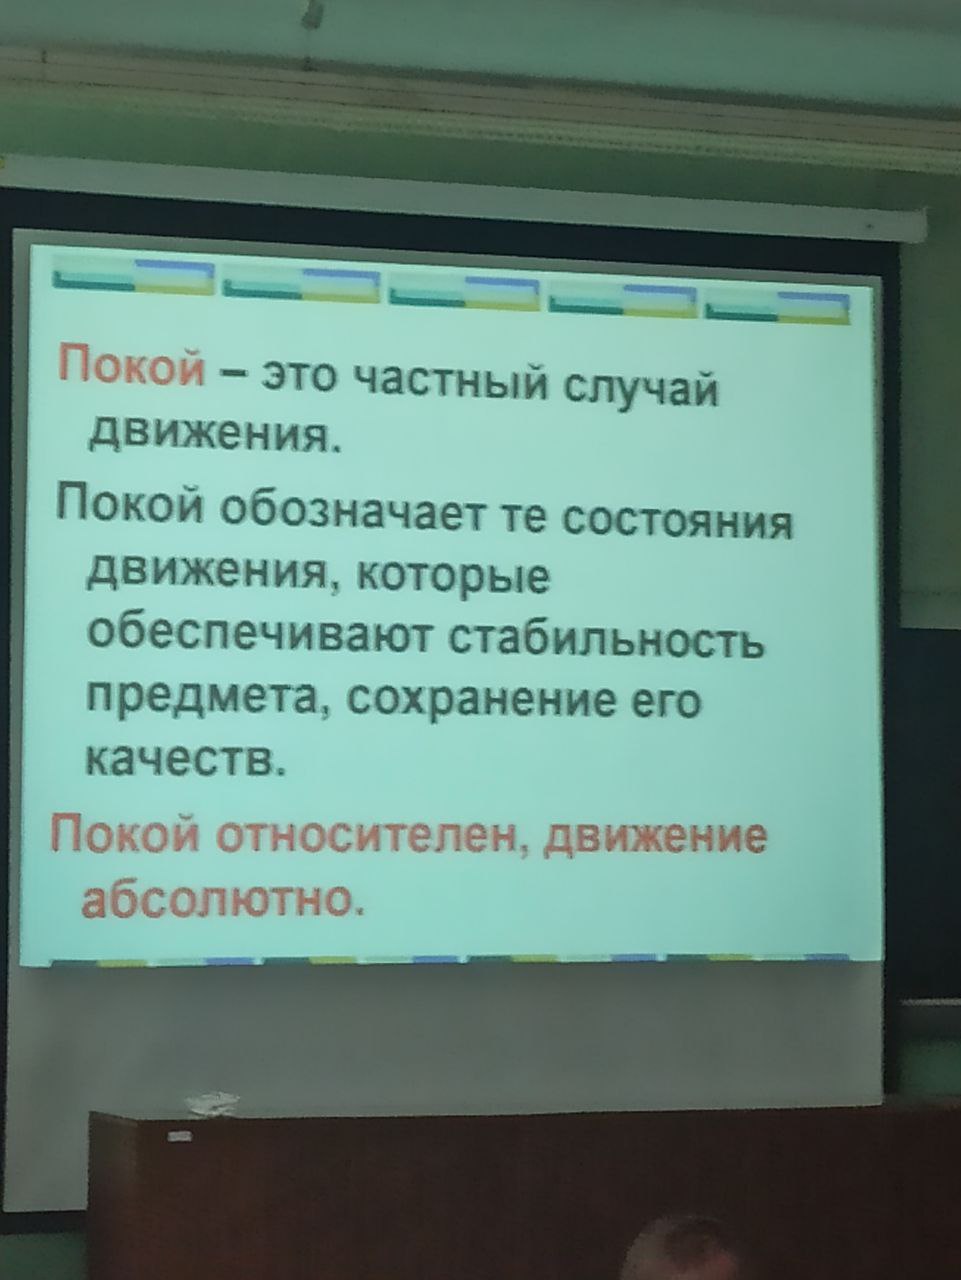 Покой – это частный случай
движения.
Покой обозначает те состояния
движения, которые
обеспечивают стабильность
предмета, сохранение его
качеств.
Покой относителен, движение
абсолютно.